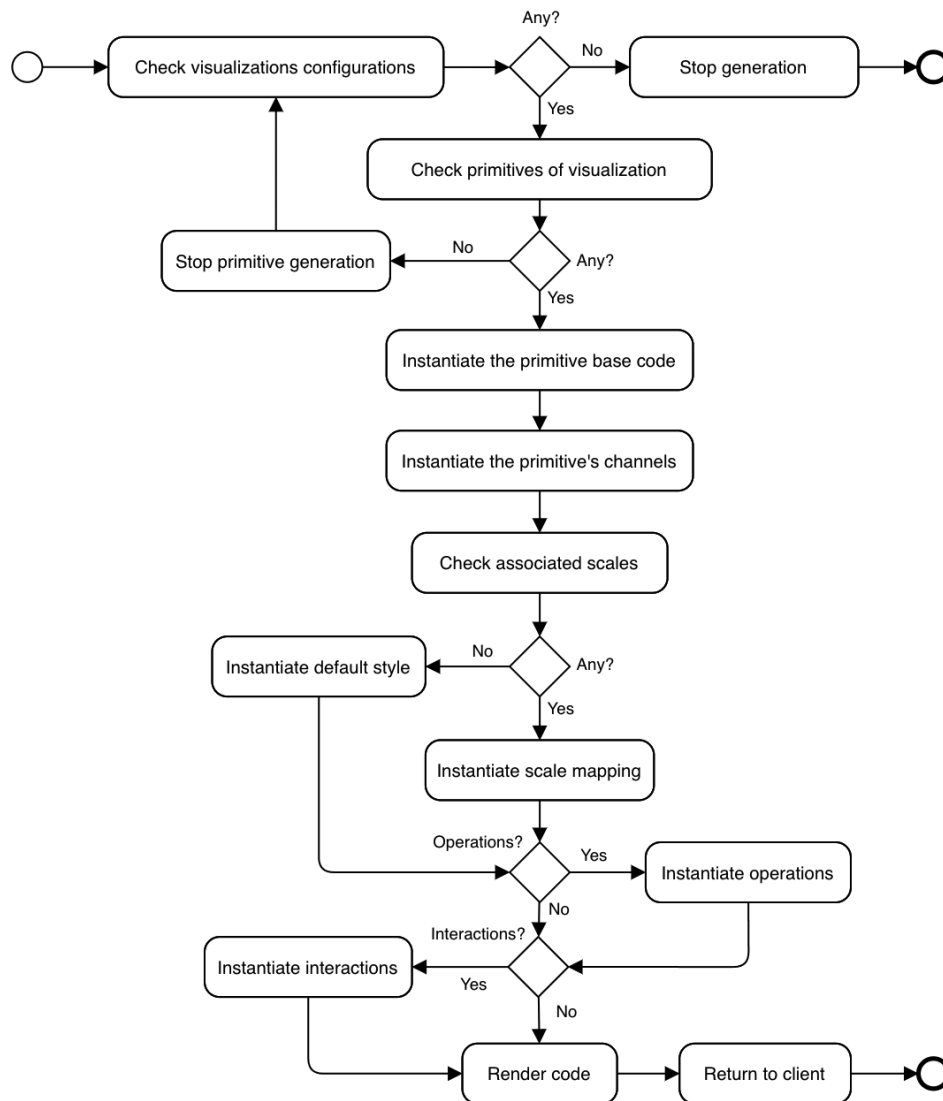 Any?
Check visualizations configurations
No
Stop generation
Yes
Check primitives of visualization
Stop primitive generation
No
Any?
Yes
Instantiate the primitive base code
Instantiate the primitive's channels
Check associated scales
Instantiate default style
No
Any?
Yes
Instantiate scale mapping
Operations?
Yes
Instantiate operations
No
Interactions?
Instantiate interactions
Yes
No
Render code
Return to client